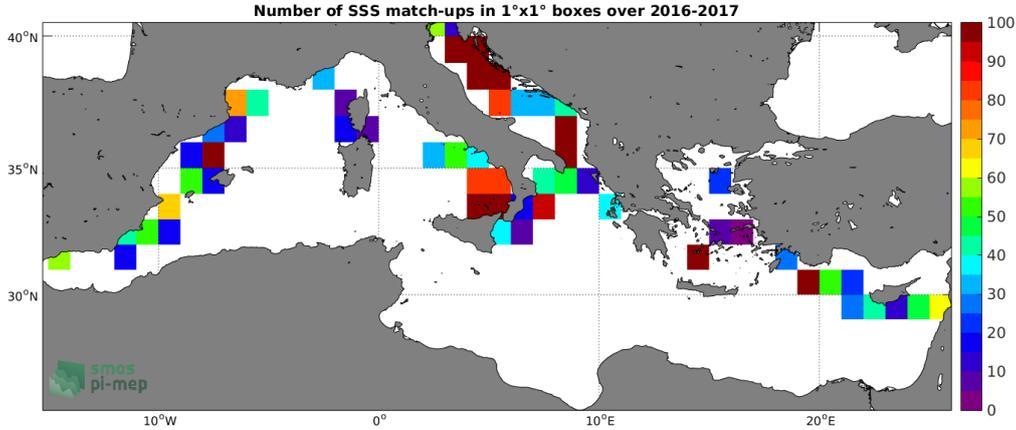 Number of SSS match-ups in 1°x1° boxes over 2016-2017
40°N
35°N
30°N
10°W
0°
10°E
20°E
100
90
80
70
60
50
40
30
20
10
0
smos
pi-mep